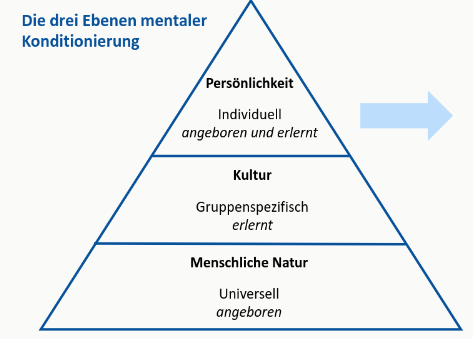 Die drei Ebenen mentaler
Konditionierung
Persönlichkeit
Individuell
angeboren und erlernt
Kultur
Gruppenspezifisch
erlernt
Menschliche Natur
Universell
angeboren